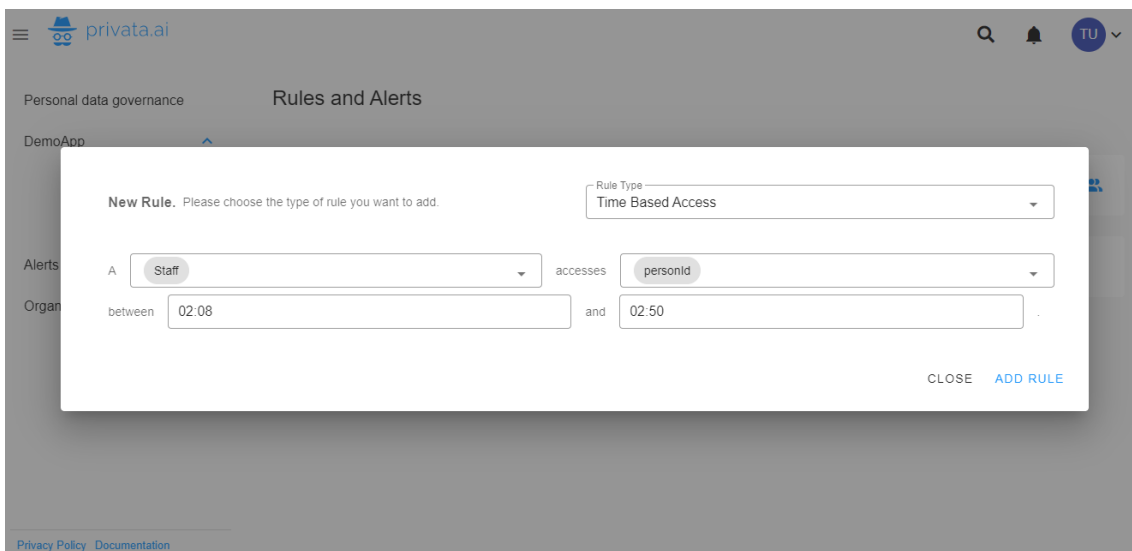 privata.ai
TU
Personal data governance
Rules and Alerts
DemoApp
Rule Type
New Rule. Please choose the type of rule you want to add.
Time Based Access
Alerts
A Staff accesses personId
Organ
between 02:08 and 02:50 .
CLOSE ADD RULE
Privacy Policy Documentation